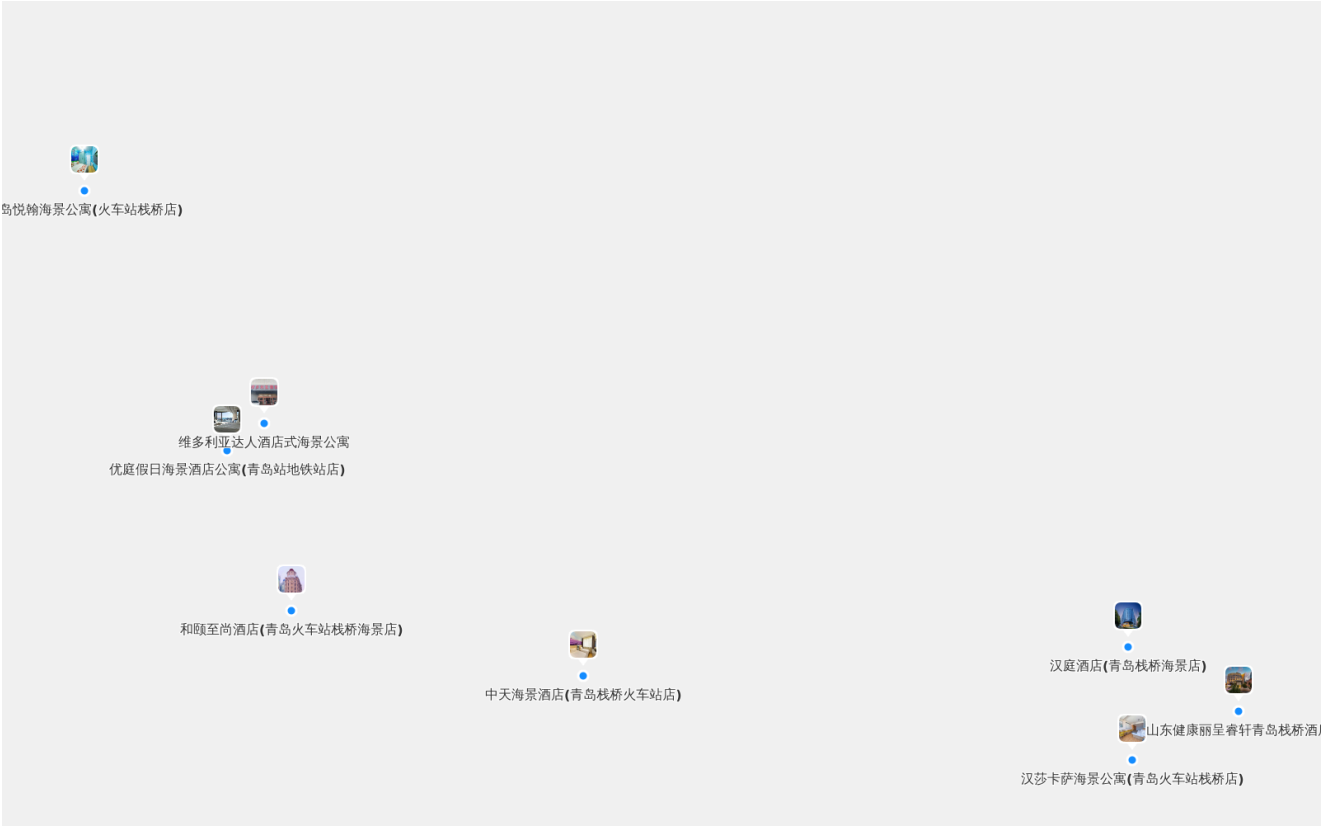 岛悦翰海景公寓(火车站栈桥店)
维多利亚达人酒店式海景公寓
优庭假日海景酒店公寓(青岛站地铁站店)
和颐至尚酒店(青岛火车站栈桥海景店)
中天海景酒店(青岛栈桥火车站店)
汉庭酒店(青岛栈桥海景店)
山东健康丽呈睿轩青岛栈桥酒店
汉莎卡萨海景公寓(青岛火车站栈桥店)